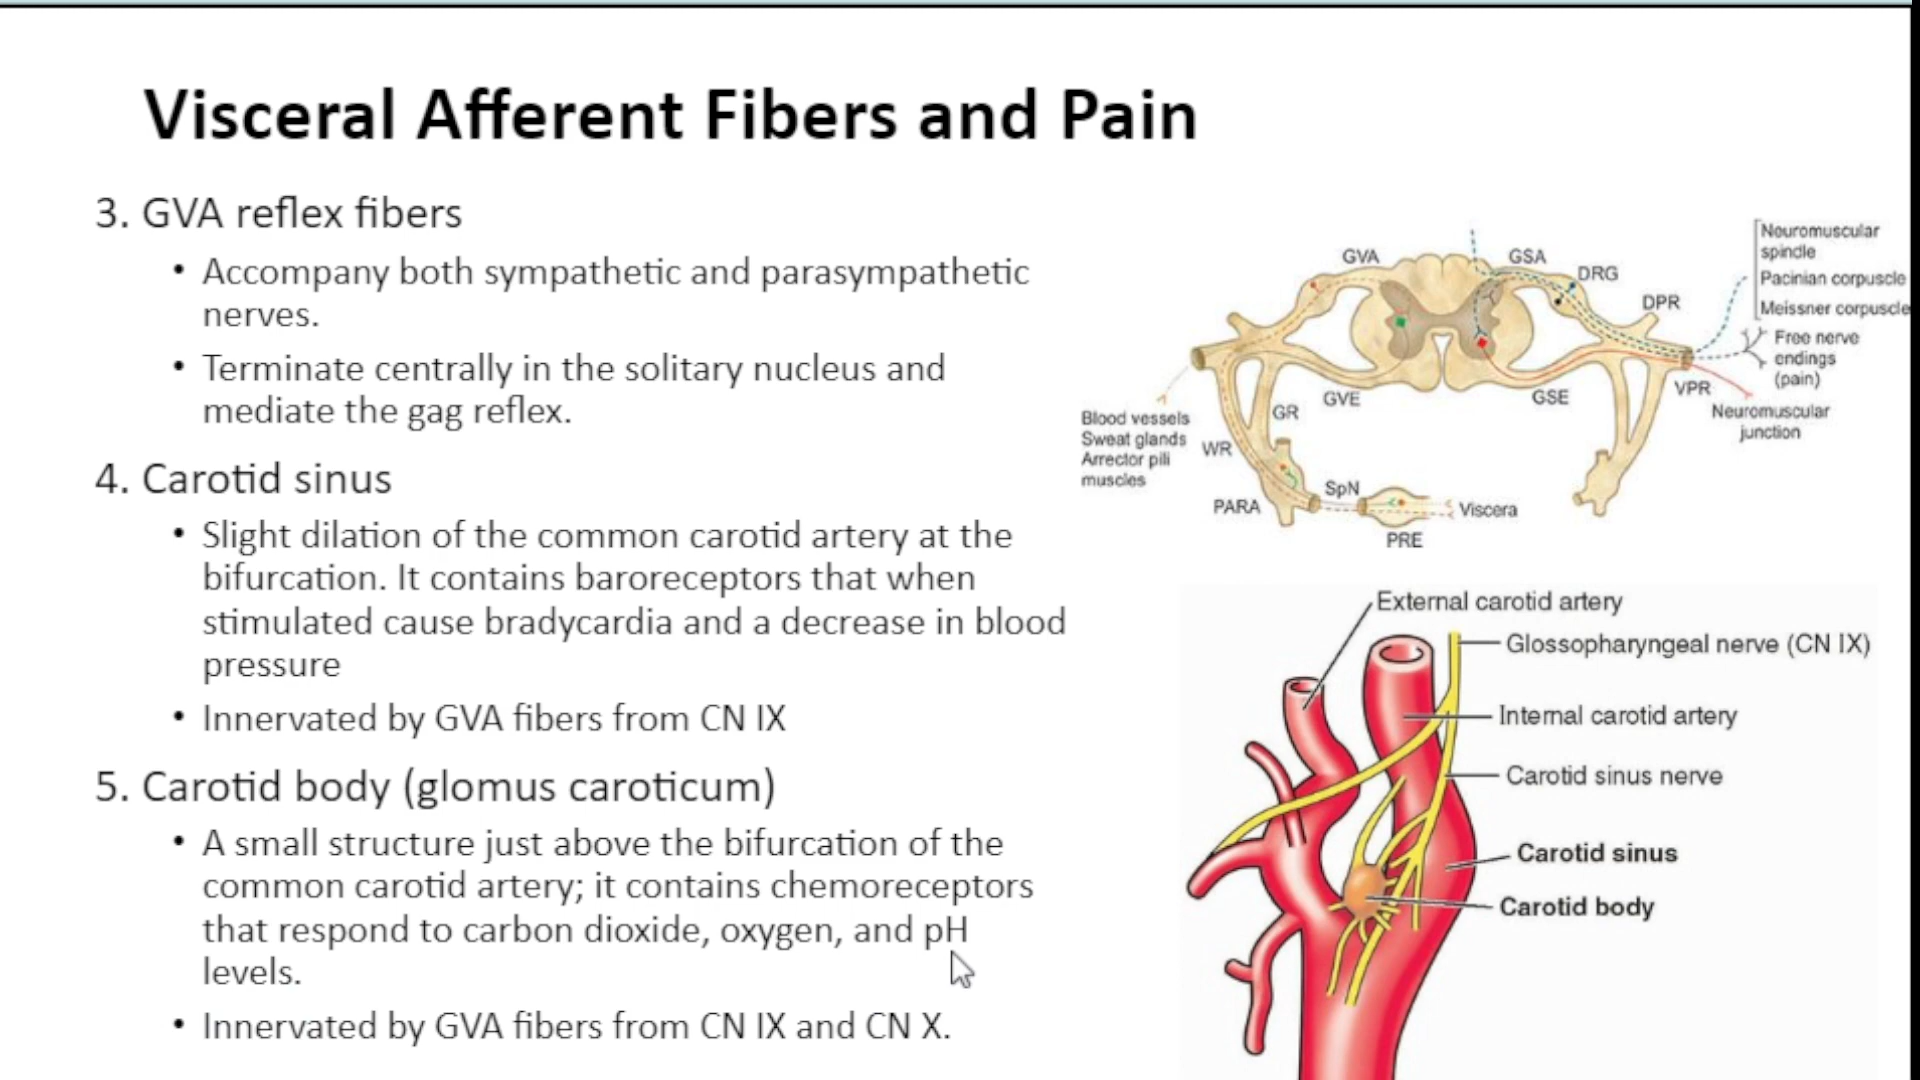 Visceral Afferent Fibers and Pain
3. GVA reflex fibers
• Accompany both sympathetic and parasympathetic
nerves.
• Terminate centrally in the solitary nucleus and
mediate the gag reflex.
4. Carotid sinus
• Slight dilation of the common carotid artery at the
bifurcation. It contains baroreceptors that when
stimulated cause bradycardia and a decrease in blood
pressure
• Innervated by GVA fibers from CN IX
5. Carotid body (glomus caroticum)
• A small structure just above the bifurcation of the
common carotid artery; it contains chemoreceptors
that respond to carbon dioxide, oxygen, and pH
levels.
• Innervated by GVA fibers from CN IX and CN X.
GVA
GSA
DRG
DPR
Neuromuscular
spindle
Pacinian corpuscle
Meissner corpuscle
Free nerve
endings
(pain)
VPR
Neuromuscular
junction
GSE
GVE
GR
WR
Blood vessels
Sweat glands
Arrector pili
muscles
PARA
SpN
Viscera
PRE
External carotid artery
Glossopharyngeal nerve (CN IX)
Internal carotid artery
Carotid sinus nerve
Carotid sinus
Carotid body